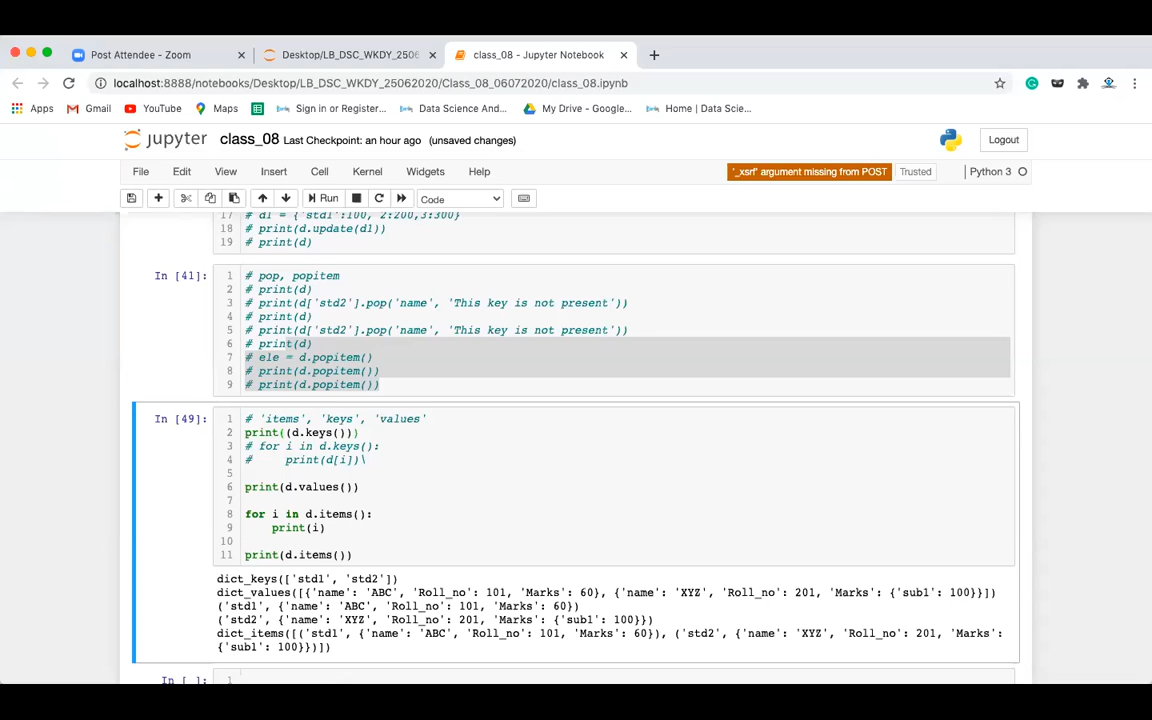 Post Attendee - Zoom
Desktop/LB_DSC_WKDY_2506
class_08 - Jupyter Notebook
localhost:8888/notebooks/Desktop/LB_DSC_WKDY_25062020/Class_08_06072020/class_08.ipynb
Apps Gmail YouTube Maps Sign in or Register... Data Science And... My Drive - Google... Home | Data Scie...
jupyter class_08 Last Checkpoint: an hour ago (unsaved changes) Logout
File Edit View Insert Cell Kernel Widgets Help '_xsrf' argument missing from POST Trusted Python 3
Run Code
17 # d1 = {'std1':100, 2:200,3:300}
18 # print(d.update(d1))
19 # print(d)
In [41]: 1 # pop, popitem
2 # print(d)
3 # print(d['std2'].pop('name', 'This key is not present'))
4 # print(d)
5 # print(d['std2'].pop('name', 'This key is not present'))
6 # print(d)
7 # ele = d.popitem()
8 # print(d.popitem())
9 # print(d.popitem())
In [49]: 1 # 'items', 'keys', 'values'
2 print((d.keys()))
3 # for i in d.keys():
4 #     print(d[i])\
5
6 print(d.values())
7
8 for i in d.items():
9     print(i)
10
11 print(d.items())
dict_keys(['std1', 'std2'])
dict_values([{'name': 'ABC', 'Roll_no': 101, 'Marks': 60}, {'name': 'XYZ', 'Roll_no': 201, 'Marks': {'sub1': 100}}])
('std1', {'name': 'ABC', 'Roll_no': 101, 'Marks': 60})
('std2', {'name': 'XYZ', 'Roll_no': 201, 'Marks': {'sub1': 100}})
dict_items([('std1', {'name': 'ABC', 'Roll_no': 101, 'Marks': 60}), ('std2', {'name': 'XYZ', 'Roll_no': 201, 'Marks':
{'sub1': 100}})])
In [ ]: 1